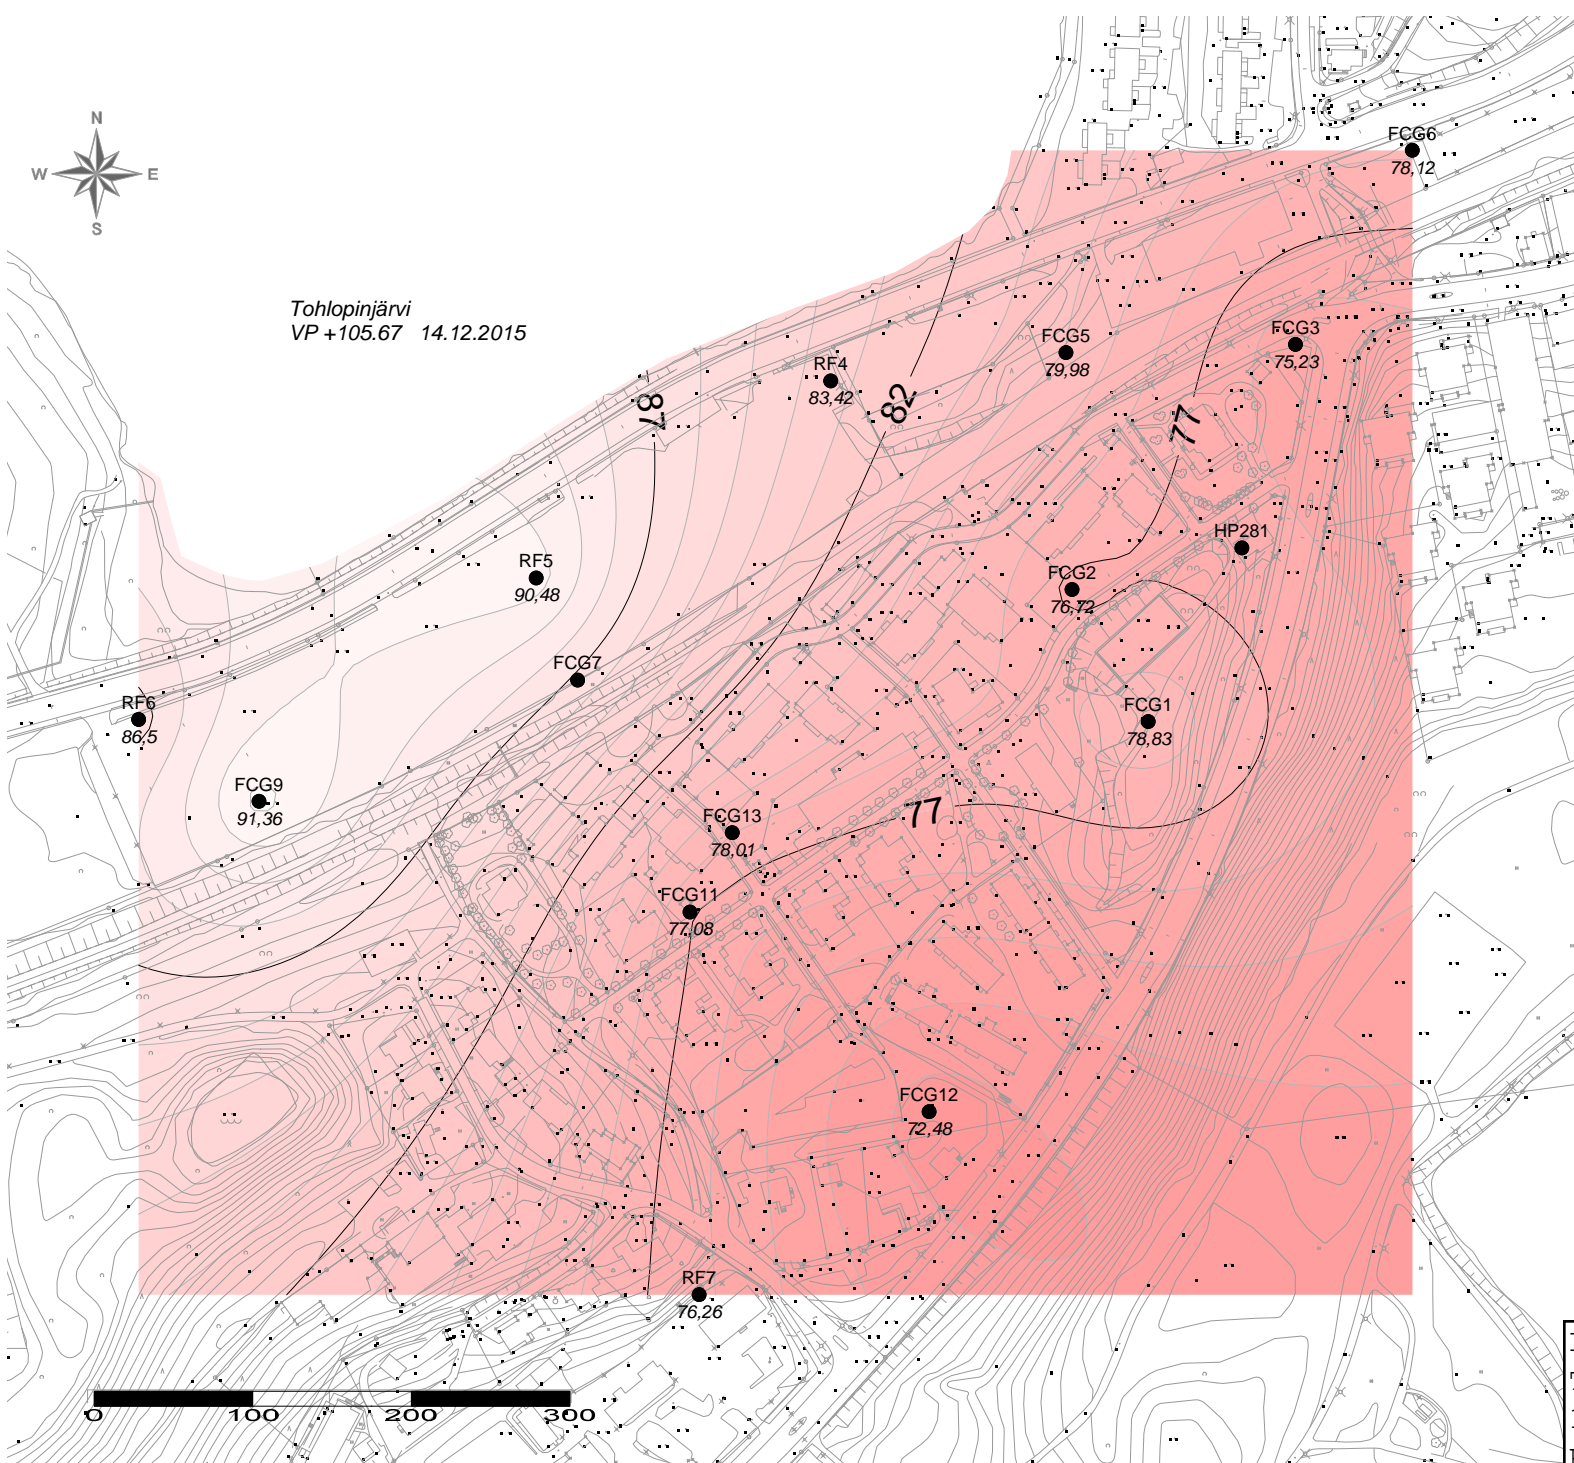 N
W E
S
FCG6
78,12
Tohlopinjärvi
VP +105.67 14.12.2015
FCG5
79,98
FCG3
75,23
RF4
83,42
87
82
77
HP281
RF5
90,48
FCG2
76,72
FCG7
RF6
86,5
FCG1
78,83
FCG9
91,36
77
FCG13
78,01
FCG11
77,08
FCG12
72,48
RF7
76,26
0 100 200 300